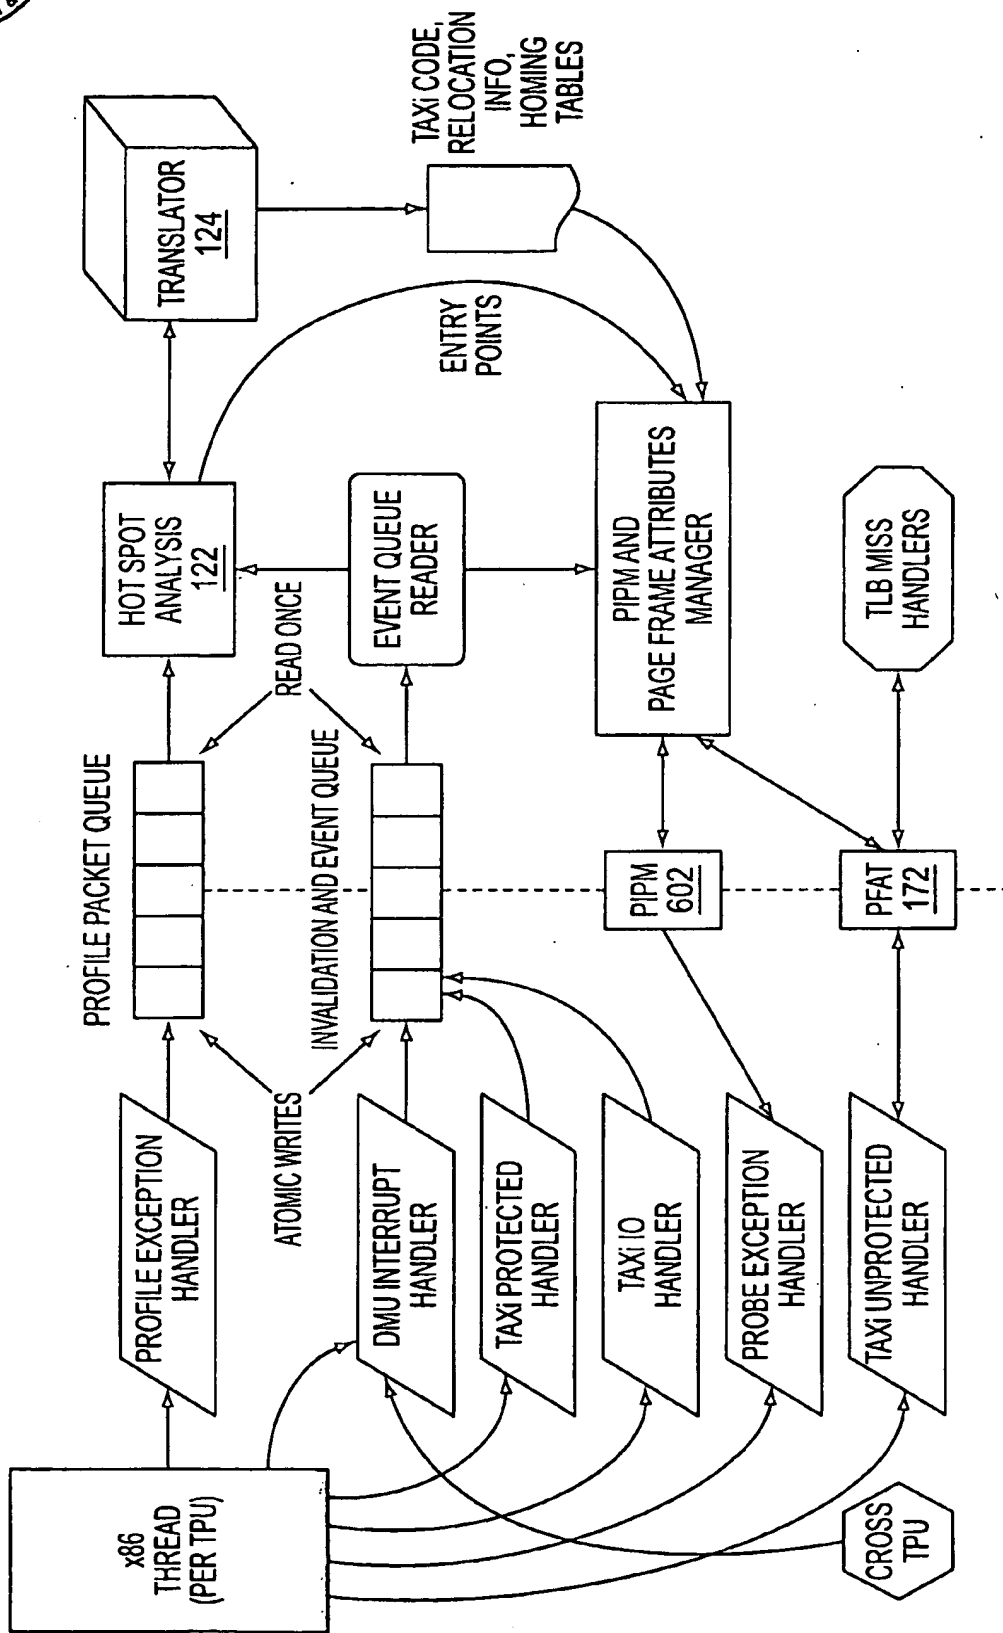 x86
THREAD
(PER TPU)
CROSS
TPU
PROFILE EXCEPTION
HANDLER
DMU INTERRUPT
HANDLER
TAXi PROTECTED
HANDLER
TAXi IO
HANDLER
PROBE EXCEPTION
HANDLER
TAXi UNPROTECTED
HANDLER
ATOMIC WRITES
PROFILE PACKET QUEUE
INVALIDATION AND EVENT QUEUE
READ ONCE
PIPM
602
PFAT
172
HOT SPOT
ANALYSIS
122
EVENT QUEUE
READER
PIPM AND
PAGE FRAME ATTRIBUTES
MANAGER
TLB MISS
HANDLERS
ENTRY
POINTS
TRANSLATOR
124
TAXi CODE,
RELOCATION
INFO,
HOMING
TABLES